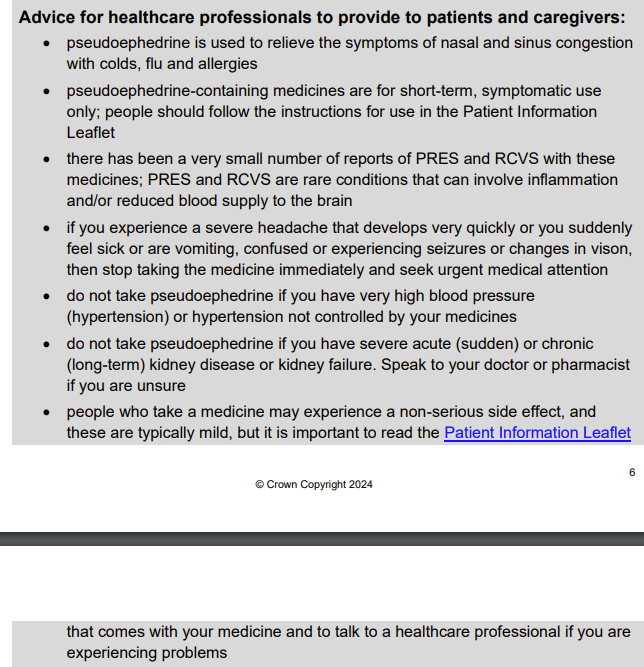 Advice for healthcare professionals to provide to patients and caregivers:
• pseudoephedrine is used to relieve the symptoms of nasal and sinus congestion
with colds, flu and allergies
• pseudoephedrine-containing medicines are for short-term, symptomatic use
only; people should follow the instructions for use in the Patient Information
Leaflet
• there has been a very small number of reports of PRES and RCVS with these
medicines; PRES and RCVS are rare conditions that can involve inflammation
and/or reduced blood supply to the brain
• if you experience a severe headache that develops very quickly or you suddenly
feel sick or are vomiting, confused or experiencing seizures or changes in vison,
then stop taking the medicine immediately and seek urgent medical attention
• do not take pseudoephedrine if you have very high blood pressure
(hypertension) or hypertension not controlled by your medicines
• do not take pseudoephedrine if you have severe acute (sudden) or chronic
(long-term) kidney disease or kidney failure. Speak to your doctor or pharmacist
if you are unsure
• people who take a medicine may experience a non-serious side effect, and
these are typically mild, but it is important to read the Patient Information Leaflet
6
© Crown Copyright 2024
that comes with your medicine and to talk to a healthcare professional if you are
experiencing problems